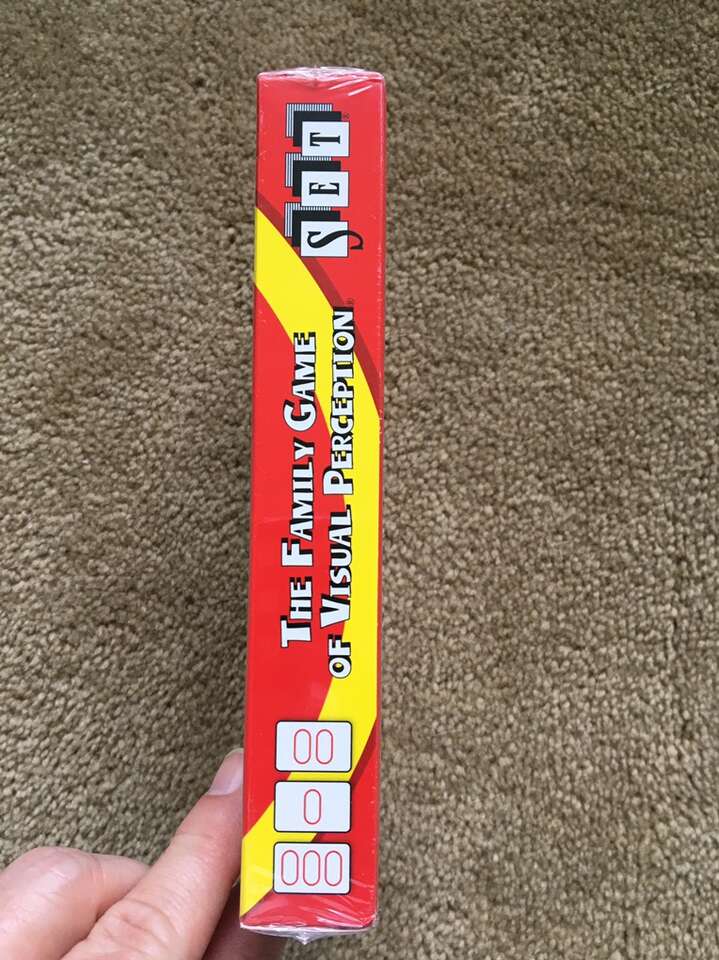 THE FAMILY GAME
OF VISUAL PERCEPTION®
SET®